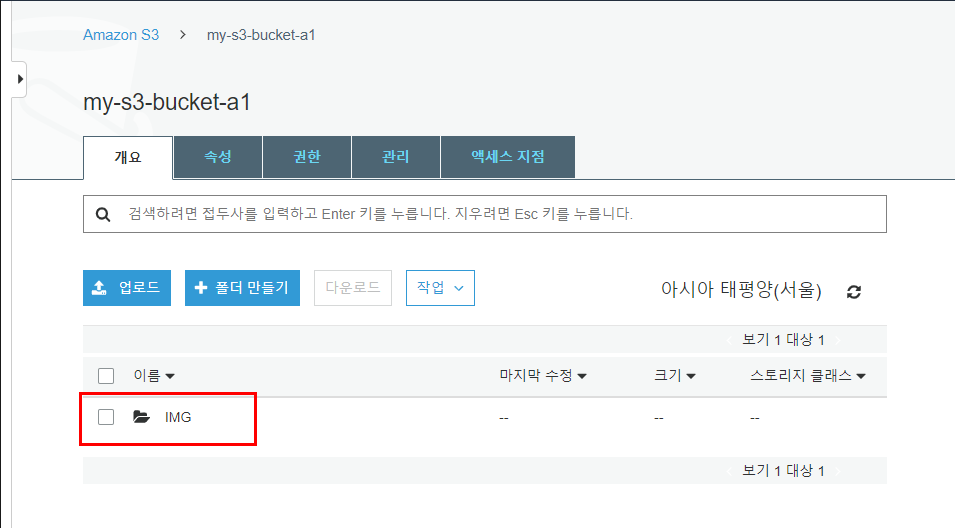 Amazon S3 > my-s3-bucket-a1
my-s3-bucket-a1
개요 속성 권한 관리 액세스 지점
검색하려면 접두사를 입력하고 Enter 키를 누릅니다. 지우려면 Esc 키를 누릅니다.
업로드 + 폴더 만들기 다운로드 작업 아시아 태평양(서울)
보기 1 대상 1
이름 마지막 수정 크기 스토리지 클래스
IMG -- -- --
보기 1 대상 1